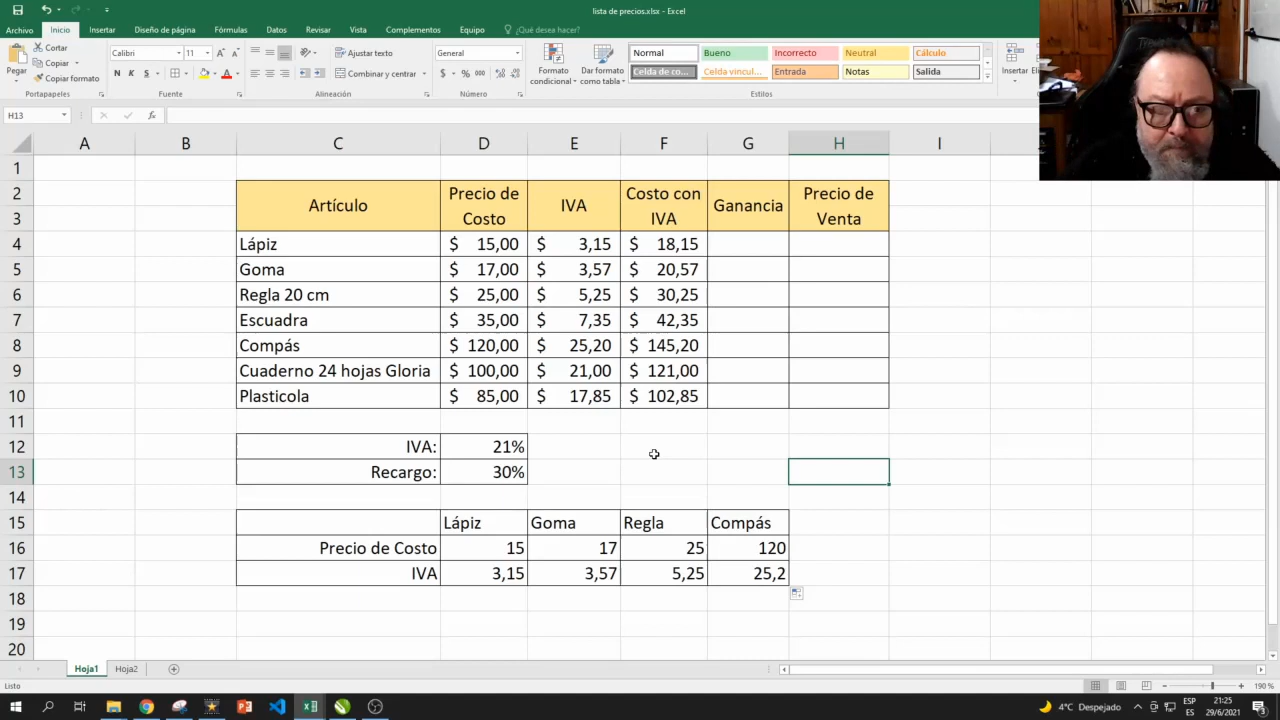 lista de precios.xlsx - Excel
Archivo Inicio Insertar Diseño de página Fórmulas Datos Revisar Vista Complementos Equipo ¿Qué desea hacer?
Pegar
Cortar
Copiar
Copiar formato
Portapapeles
Calibri 11
N K S
Fuente
Ajustar texto
Combinar y centrar
Alineación
General
$ % 000
Número
Formato condicional
Dar formato como tabla
Normal Bueno Incorrecto Neutral Cálculo
Celda de co... Celda vincul... Entrada Notas Salida
Estilos
Insertar
H13
fx
A B C D E F G H I
1
2
3
Artículo Precio de Costo IVA Costo con IVA Ganancia Precio de Venta
4 Lápiz $ 15,00 $ 3,15 $ 18,15
5 Goma $ 17,00 $ 3,57 $ 20,57
6 Regla 20 cm $ 25,00 $ 5,25 $ 30,25
7 Escuadra $ 35,00 $ 7,35 $ 42,35
8 Compás $ 120,00 $ 25,20 $ 145,20
9 Cuaderno 24 hojas Gloria $ 100,00 $ 21,00 $ 121,00
10 Plasticola $ 85,00 $ 17,85 $ 102,85
11
12 IVA: 21%
13 Recargo: 30%
14
15 Lápiz Goma Regla Compás
16 Precio de Costo 15 17 25 120
17 IVA 3,15 3,57 5,25 25,2
18
19
20
Hoja1 Hoja2
Listo
190 %
4°C Despejado
ESP
ES
21:25
29/6/2021